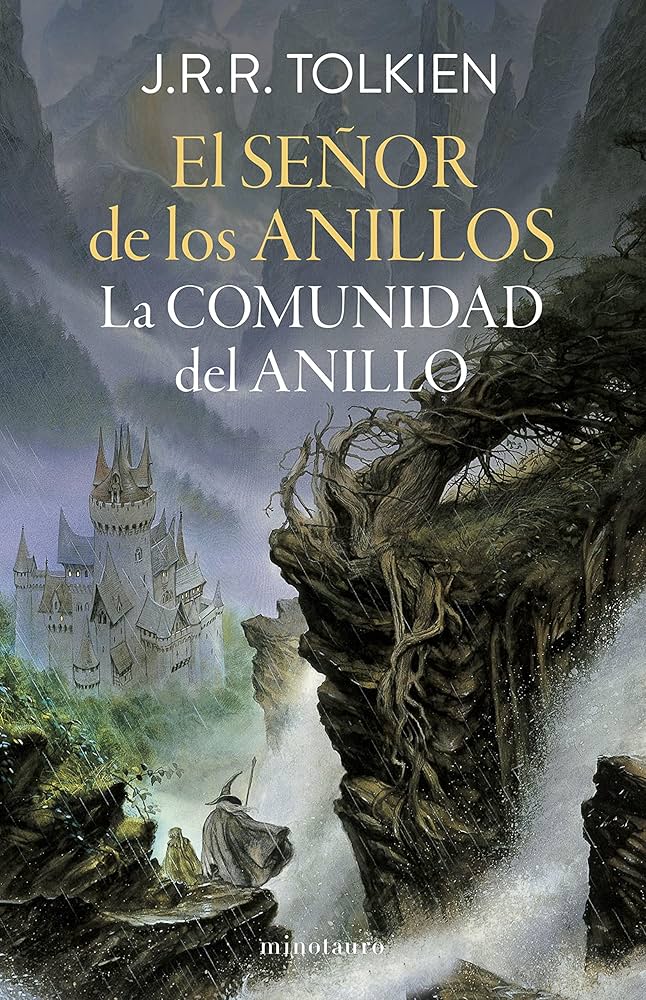 J.R.R. TOLKIEN
El SEÑOR
de los ANILLOS
La COMUNIDAD
del ANILLO
minotauro